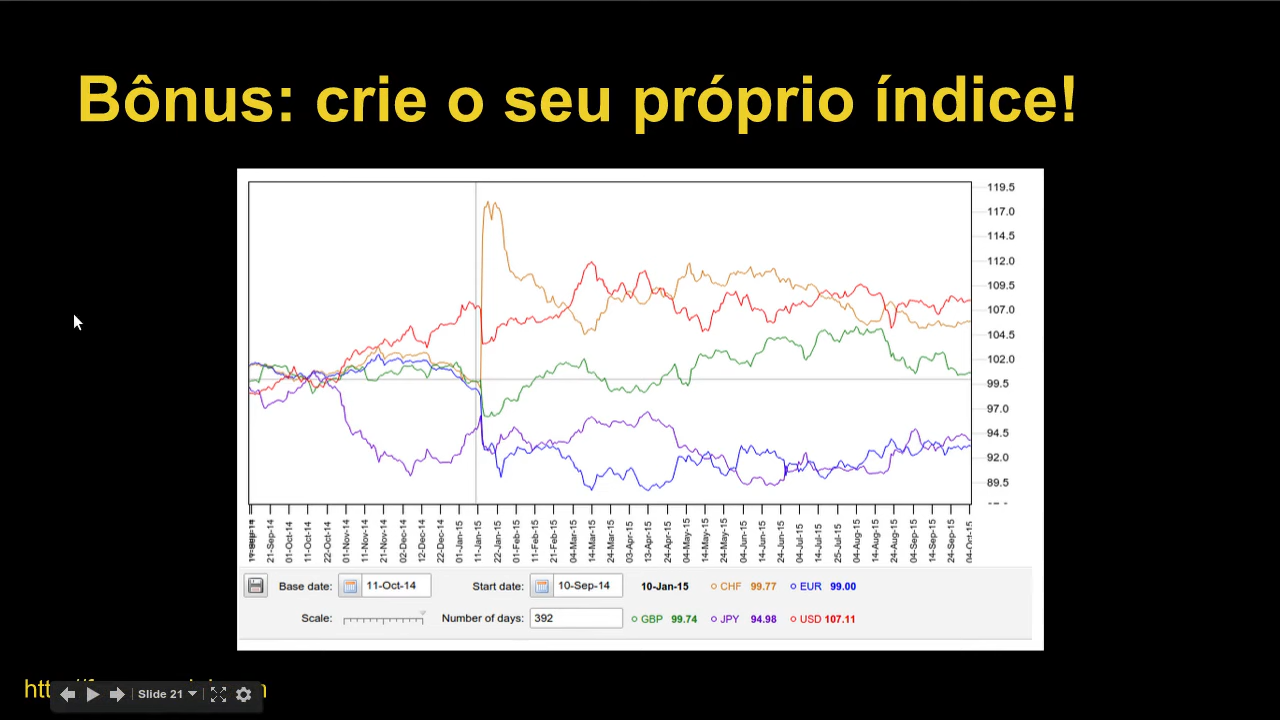 Bônus: crie o seu próprio índice!
119.5
117.0
114.5
112.0
109.5
107.0
104.5
102.0
99.5
97.0
94.5
92.0
89.5
21-Sep-14 01-Oct-14 11-Oct-14 22-Oct-14 01-Nov-14 11-Nov-14 21-Nov-14 02-Dec-14 12-Dec-14 22-Dec-14 01-Jan-15 11-Jan-15 22-Jan-15 01-Feb-15 11-Feb-15 21-Feb-15 04-Mar-15 14-Mar-15 24-Mar-15 03-Apr-15 13-Apr-15 24-Apr-15 04-May-15 14-May-15 24-May-15 04-Jun-15 14-Jun-15 24-Jun-15 04-Jul-15 14-Jul-15 25-Jul-15 04-Aug-15 14-Aug-15 24-Aug-15 04-Sep-15 14-Sep-15 24-Sep-15
Base date: 11-Oct-14 Start date: 10-Sep-14 10-Jan-15 CHF 99.77 EUR 99.00
Scale: Number of days: 392 GBP 99.74 JPY 94.98 USD 107.11
Slide 21